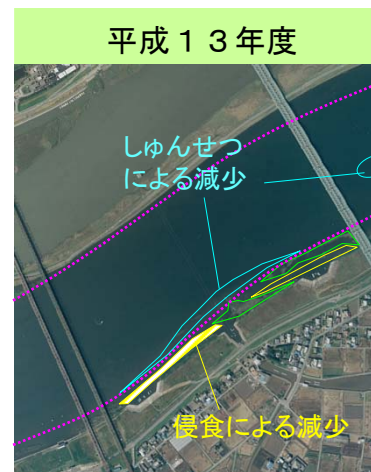 平成１３年度
しゅんせつ
による減少
侵食による減少